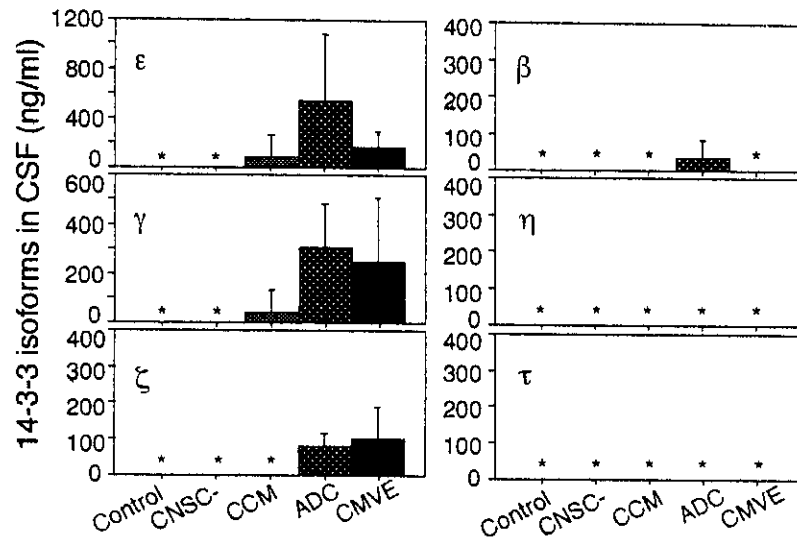 14-3-3 isoforms in CSF (ng/ml)
1200
800
400
0
ε
* *
400
200
100
0
β
* * * *
600
400
200
0
γ
* *
400
300
200
100
0
η
* * * * *
400
300
200
100
0
ζ
* * *
400
300
200
100
0
τ
* * * * *
Control CNSC- CCM ADC CMVE
Control CNSC- CCM ADC CMVE